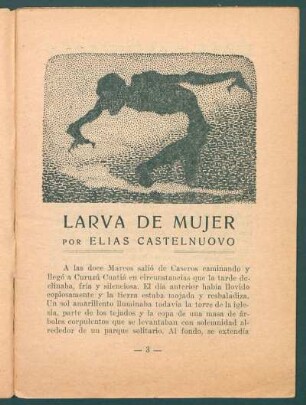 LARVA DE MUJER
POR ELIAS CASTELNUOVO
A las doce Marcos salió de Caseros caminando y
llegó a Curuzú Cuatiá en circunstancias que la tarde de-
clinaba, fría y silenciosa. El día anterior había llovido
copiosamente y la tierra estaba mojada y resbaladiza.
Un sol amarillento iluminaba todavía la torre de la igle-
sia, parte de los tejados y la copa de una masa de ár-
boles corpulentos que se levantaban con solemnidad al-
rededor de un parque solitario. Al fondo, se extendía
— 3 —